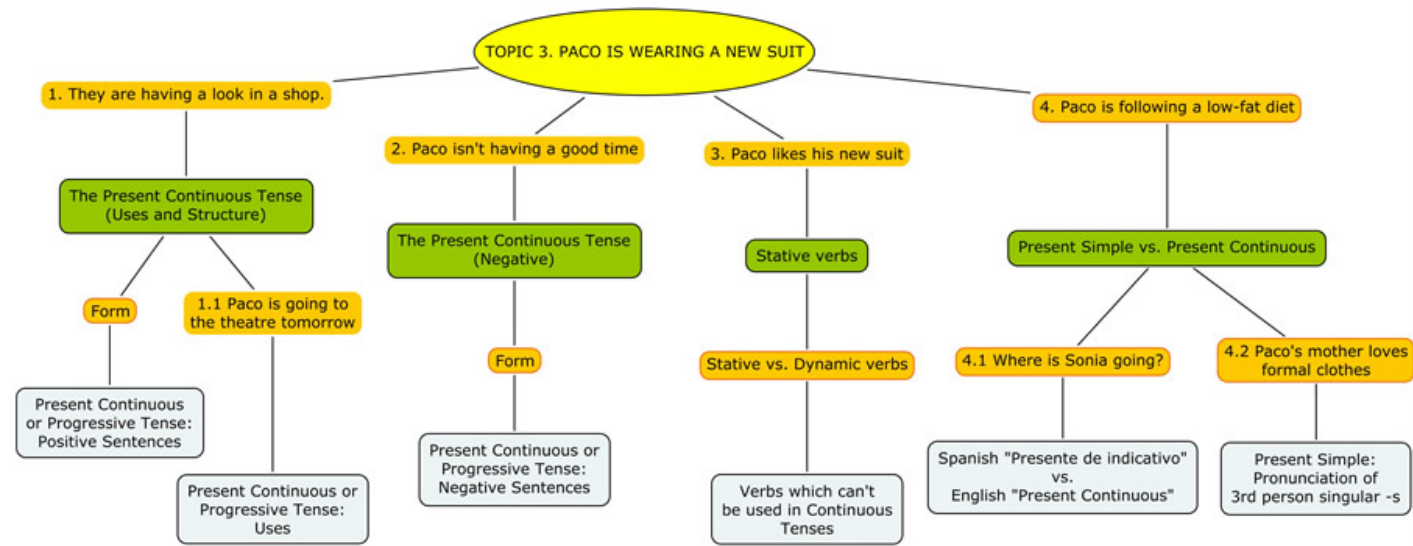 TOPIC 3. PACO IS WEARING A NEW SUIT
1. They are having a look in a shop.
The Present Continuous Tense
(Uses and Structure)
Form
Present Continuous
or Progressive Tense:
Positive Sentences
1.1 Paco is going to
the theatre tomorrow
Present Continuous or
Progressive Tense:
Uses
2. Paco isn't having a good time
The Present Continuous Tense
(Negative)
Form
Present Continuous or
Progressive Tense:
Negative Sentences
3. Paco likes his new suit
Stative verbs
Stative vs. Dynamic verbs
Verbs which can't
be used in Continuous
Tenses
4. Paco is following a low-fat diet
Present Simple vs. Present Continuous
4.1 Where is Sonia going?
Spanish "Presente de indicativo"
vs.
English "Present Continuous"
4.2 Paco's mother loves
formal clothes
Present Simple:
Pronunciation of
3rd person singular -s